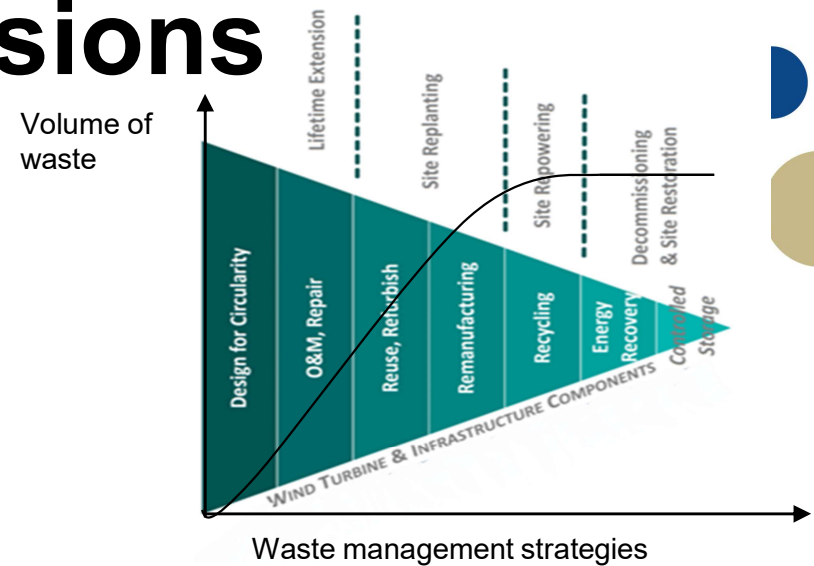 sions
Volume of
waste
Lifetime Extension
Site Replanting
Site Repowering
Decommissioning
& Site Restoration
Design for Circularity
O&M, Repair
Reuse, Refurbish
Remanufacturing
Recycling
Energy
Recovery
Controlled
Storage
WIND TURBINE & INFRASTRUCTURE COMPONENTS
Waste management strategies